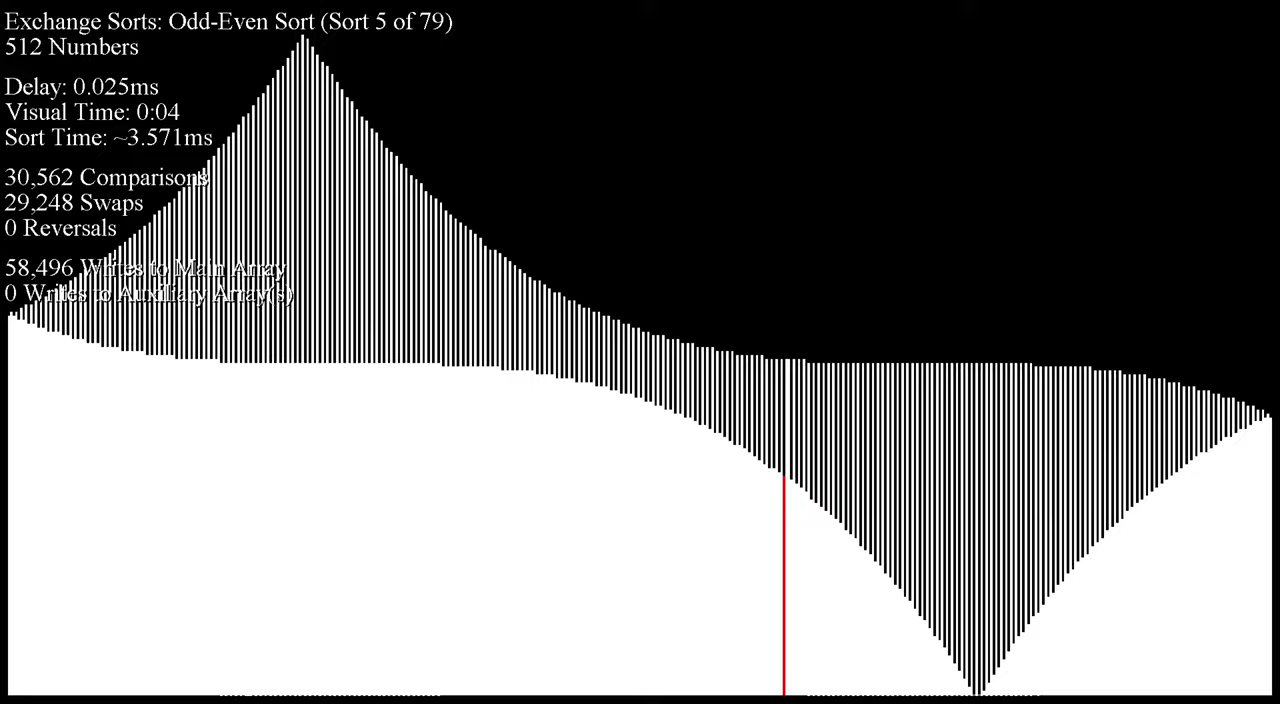 Exchange Sorts: Odd-Even Sort (Sort 5 of 79)
512 Numbers
Delay: 0.025ms
Visual Time: 0:04
Sort Time: ~3.571ms
30,562 Comparisons
29,248 Swaps
0 Reversals
58,496 Writes to Main Array
0 Writes to Auxiliary Array(s)